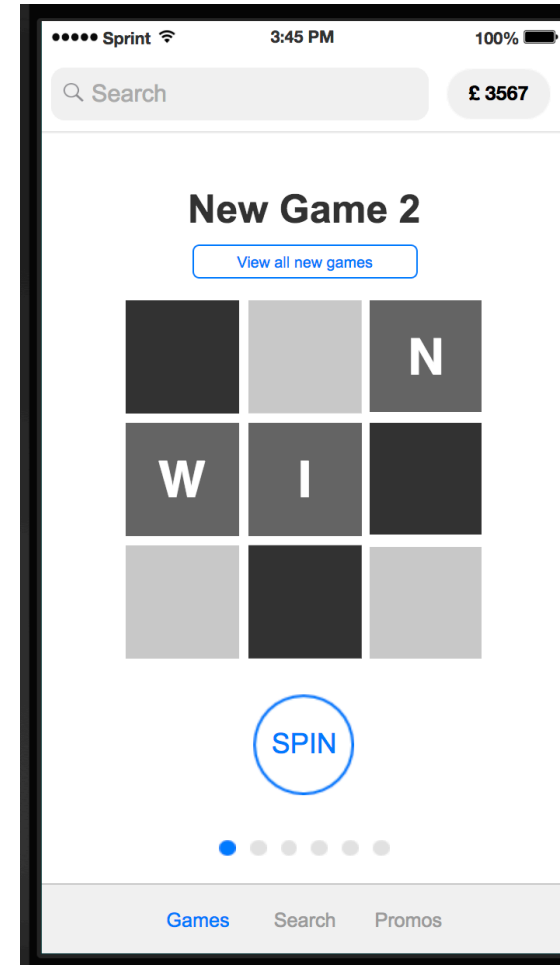 Sprint 3:45 PM 100%
Search £ 3567
New Game 2
View all new games
N
W I
SPIN
Games Search Promos